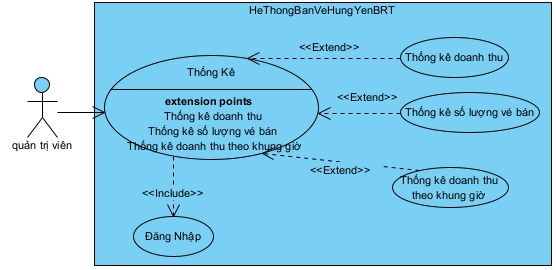 HeThongBanVeHungYenBRT
<<Extend>>
Thống kê doanh thu
Thống Kê
<<Extend>>
extension points
Thống kê doanh thu
Thống kê số lượng vé bán
Thống kê doanh thu theo khung giờ
Thống kê số lượng vé bán
quản trị viên
<<Extend>>
Thống kê doanh thu
theo khung giờ
<<Include>>
Đăng Nhập